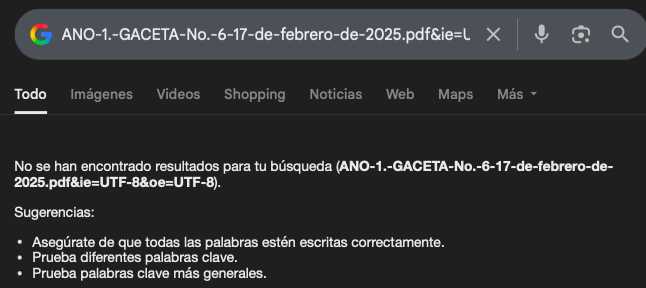 ANO-1.-GACETA-No.-6-17-de-febrero-de-2025.pdf&ie=U
Todo Imágenes Videos Shopping Noticias Web Maps Más
No se han encontrado resultados para tu búsqueda (ANO-1.-GACETA-No.-6-17-de-febrero-de-
2025.pdf&ie=UTF-8&oe=UTF-8).
Sugerencias:
• Asegúrate de que todas las palabras estén escritas correctamente.
• Prueba diferentes palabras clave.
• Prueba palabras clave más generales.